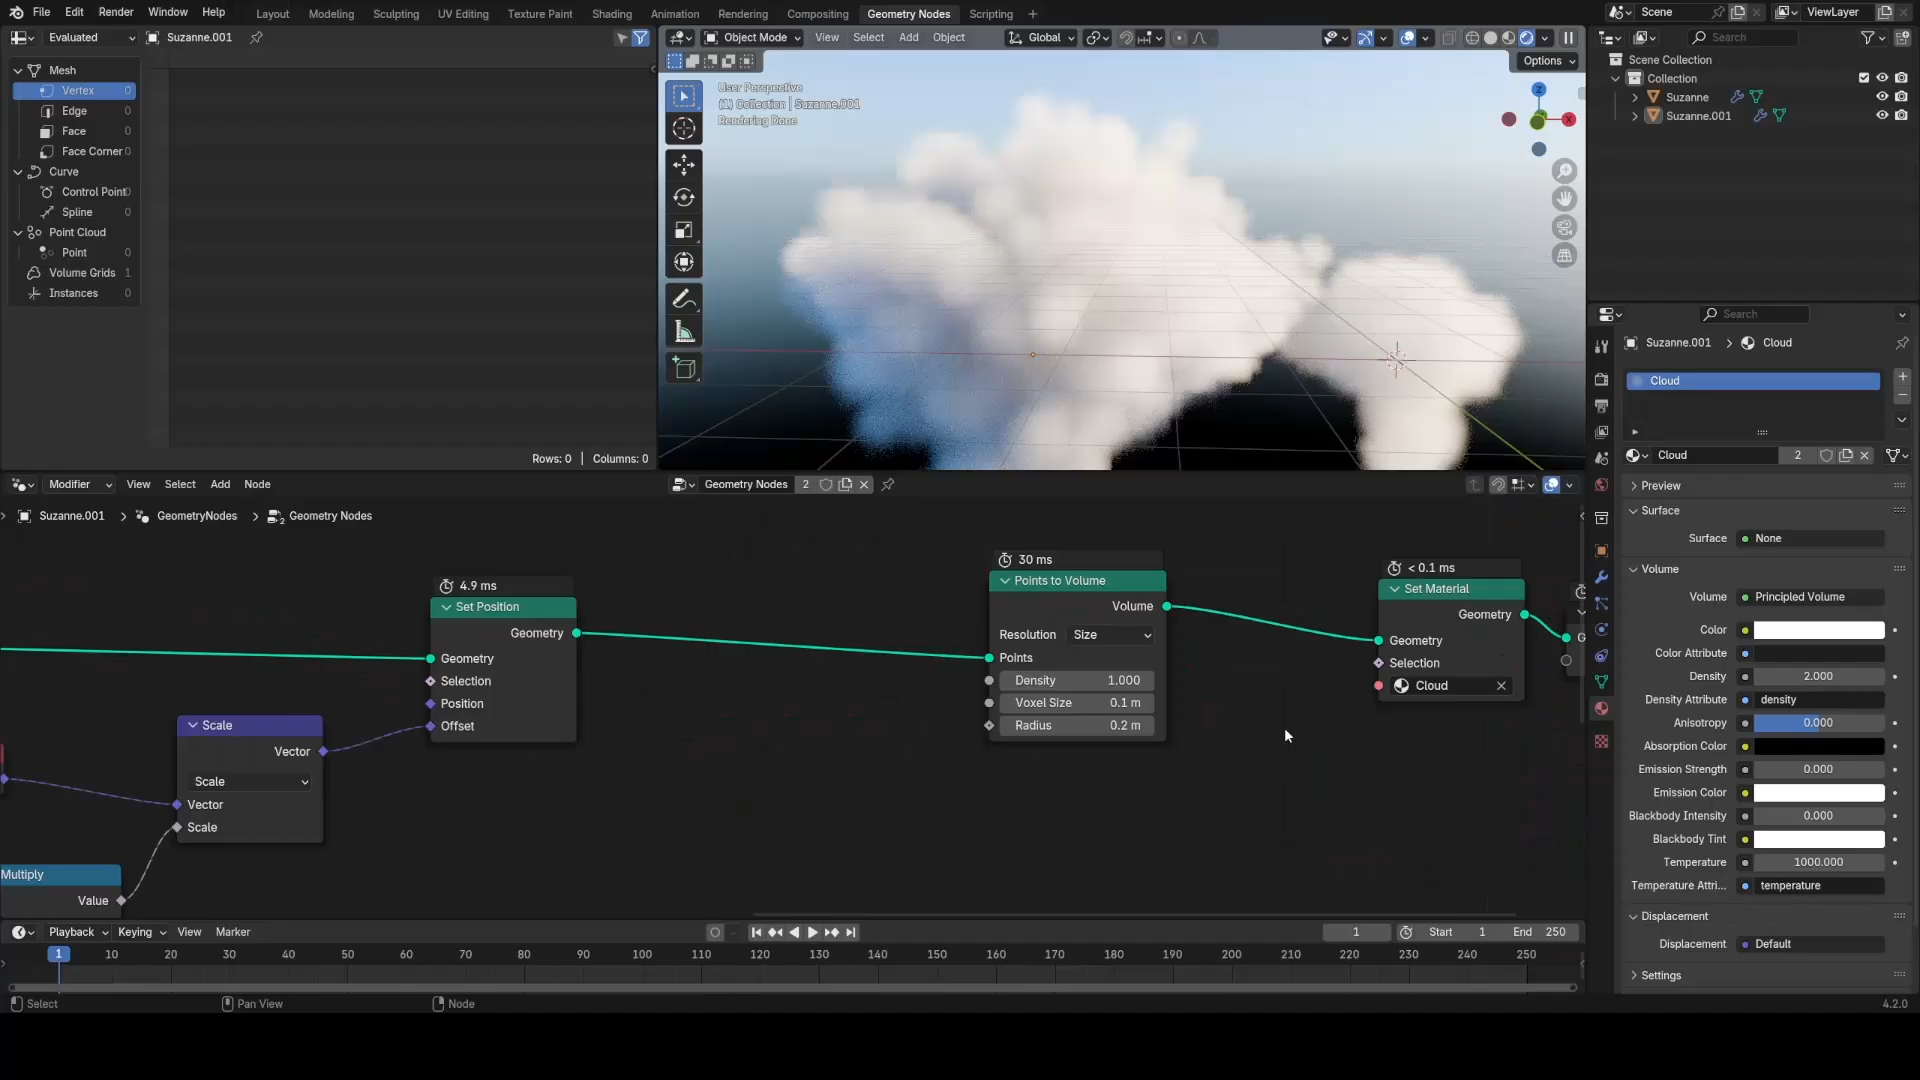 File Edit Render Window Help Layout Modeling Sculpting UV Editing Texture Paint Shading Animation Rendering Compositing Geometry Nodes Scripting + Scene ViewLayer
Evaluated Suzanne.001
Object Mode View Select Add Object Global
Search
Options
Mesh
Vertex 0
Edge 0
Face 0
Face Corner 0
Curve
Control Point 0
Spline 0
Point Cloud
Point 0
Volume Grids 1
Instances 0
Rows: 0 | Columns: 0
User Perspective
(1) Collection | Suzanne.001
Rendering Done
Z
X
Scene Collection
Collection
Suzanne
Suzanne.001
Search
Suzanne.001 > Cloud
Cloud
Cloud 2
Preview
Surface
Surface None
Volume
Volume Principled Volume
Color
Color Attribute
Density 2.000
Density Attribute density
Anisotropy 0.000
Absorption Color
Emission Strength 0.000
Emission Color
Blackbody Intensity 0.000
Blackbody Tint
Temperature 1000.000
Temperature Attri... temperature
Displacement
Displacement Default
Settings
Modifier View Select Add Node Geometry Nodes 2
Suzanne.001 > GeometryNodes > Geometry Nodes
4.9 ms
Set Position
Geometry
Geometry
Selection
Position
Offset
Scale
Vector
Scale
Vector
Scale
Multiply
Value
30 ms
Points to Volume
Volume
Resolution Size
Points
Density 1.000
Voxel Size 0.1 m
Radius 0.2 m
< 0.1 ms
Set Material
Geometry
Geometry
Selection
Cloud
G
Playback Keying View Marker 1 Start 1 End 250
1 10 20 30 40 50 60 70 80 90 100 110 120 130 140 150 160 170 180 190 200 210 220 230 240 250
Select Pan View Node 4.2.0